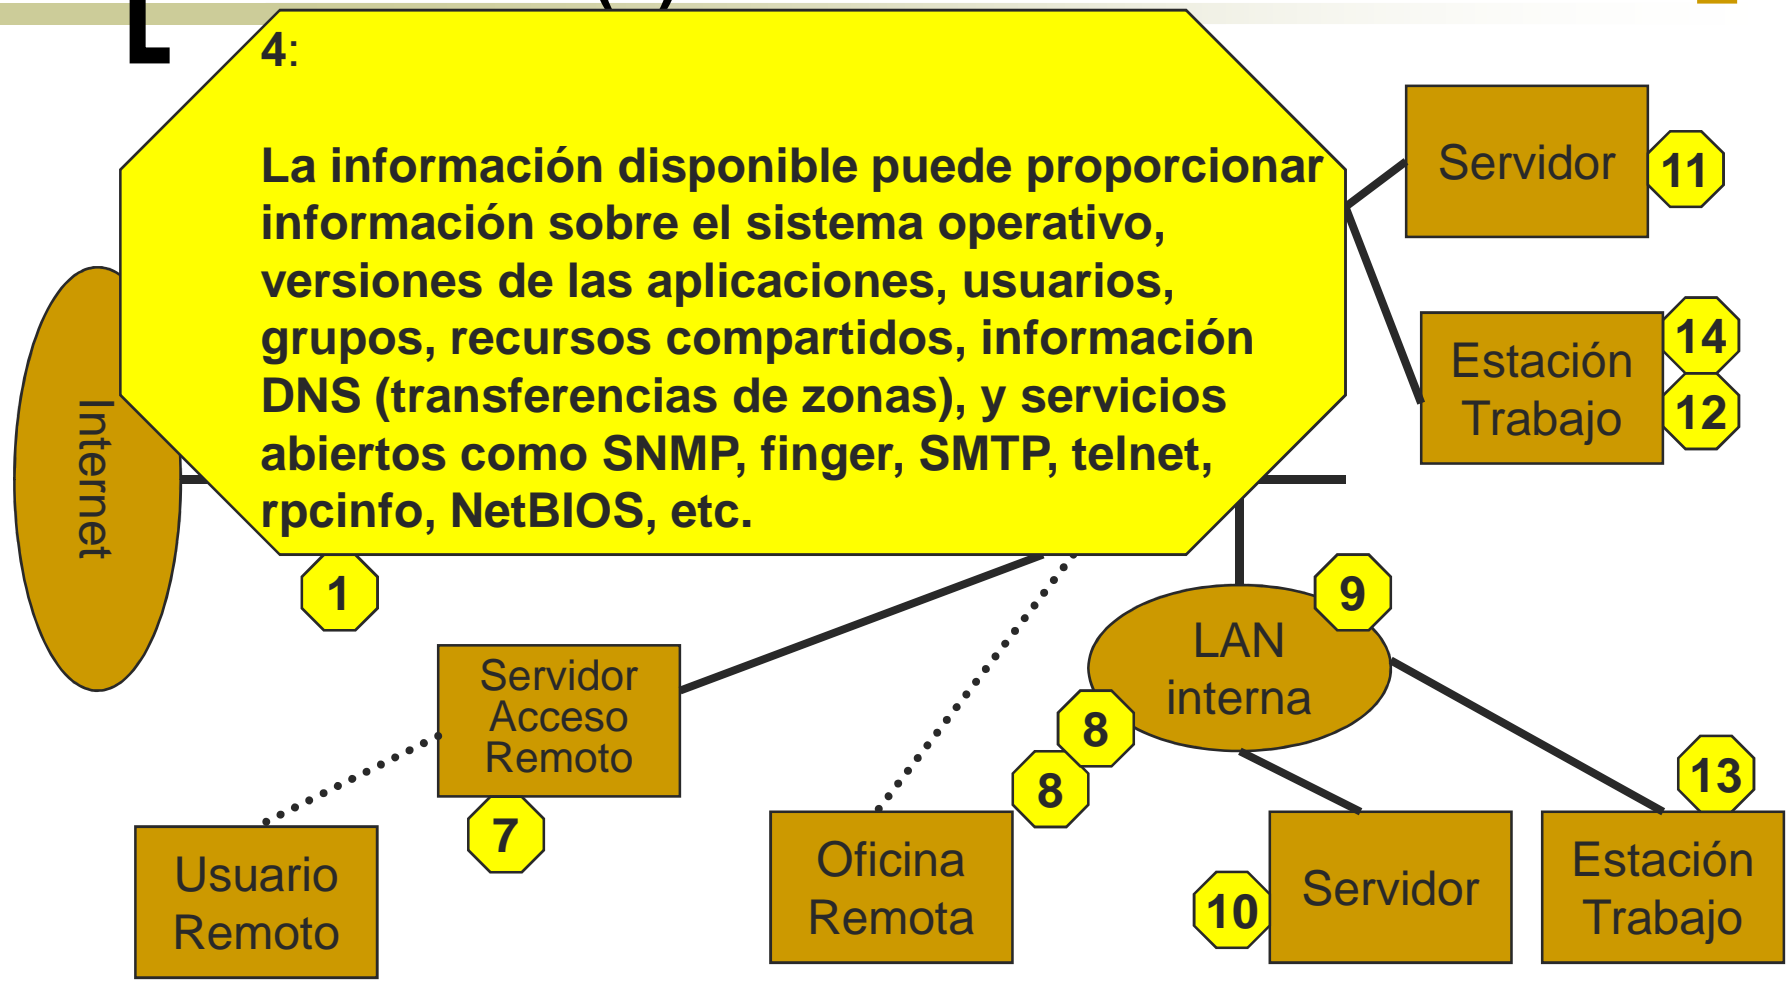 4:
La información disponible puede proporcionar
información sobre el sistema operativo,
versiones de las aplicaciones, usuarios,
grupos, recursos compartidos, información
DNS (transferencias de zonas), y servicios
abiertos como SNMP, finger, SMTP, telnet,
rpcinfo, NetBIOS, etc.
Servidor
11
Estación
Trabajo
14
12
Internet
1
9
LAN
interna
8
8
Servidor
Acceso
Remoto
7
Usuario
Remoto
Oficina
Remota
10
Servidor
13
Estación
Trabajo